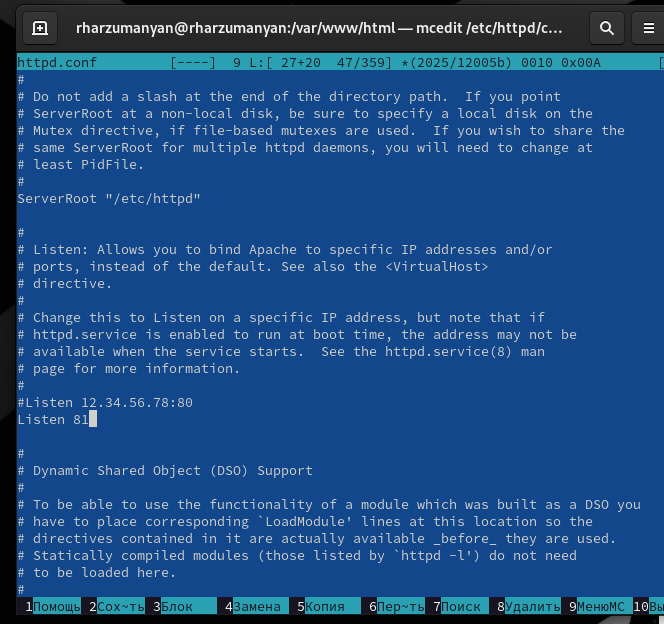 rharzumanyan@rharzumanyan:/var/www/html — mcedit /etc/httpd/c...
httpd.conf [----] 9 L:[ 27+20 47/359] *(2025/12005b) 0010 0x00A [
#
# Do not add a slash at the end of the directory path.  If you point
# ServerRoot at a non-local disk, be sure to specify a local disk on the
# Mutex directive, if file-based mutexes are used.  If you wish to share the
# same ServerRoot for multiple httpd daemons, you will need to change at
# least PidFile.
#
ServerRoot "/etc/httpd"
#
# Listen: Allows you to bind Apache to specific IP addresses and/or
# ports, instead of the default. See also the <VirtualHost>
# directive.
#
# Change this to Listen on a specific IP address, but note that if
# httpd.service is enabled to run at boot time, the address may not be
# available when the service starts.  See the httpd.service(8) man
# page for more information.
#
#Listen 12.34.56.78:80
Listen 81
#
# Dynamic Shared Object (DSO) Support
#
# To be able to use the functionality of a module which was built as a DSO you
# have to place corresponding `LoadModule' lines at this location so the
# directives contained in it are actually available _before_ they are used.
# Statically compiled modules (those listed by `httpd -l') do not need
# to be loaded here.
#
1Помощь 2Сох~ть 3Блок 4Замена 5Копия 6Пер~ть 7Поиск 8Удалить 9МенюMC 10Вы